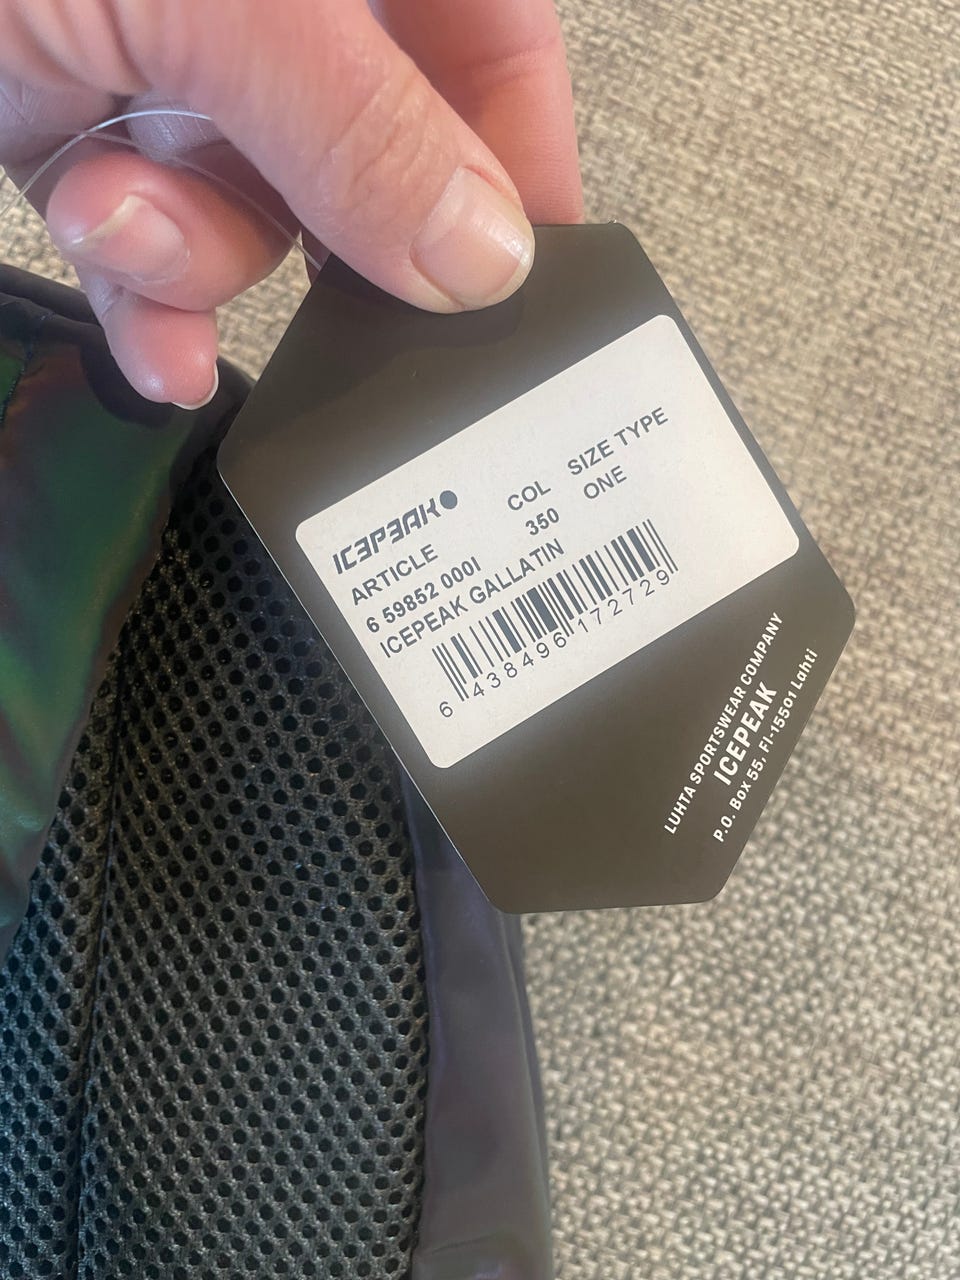 ICEPEAK
ARTICLE COL SIZE TYPE
6 59852 000I 350 ONE
ICEPEAK GALLATIN
6 438496 172729
LUHTA SPORTSWEAR COMPANY
ICEPEAK
P.O. Box 55, FI-15501 Lahti